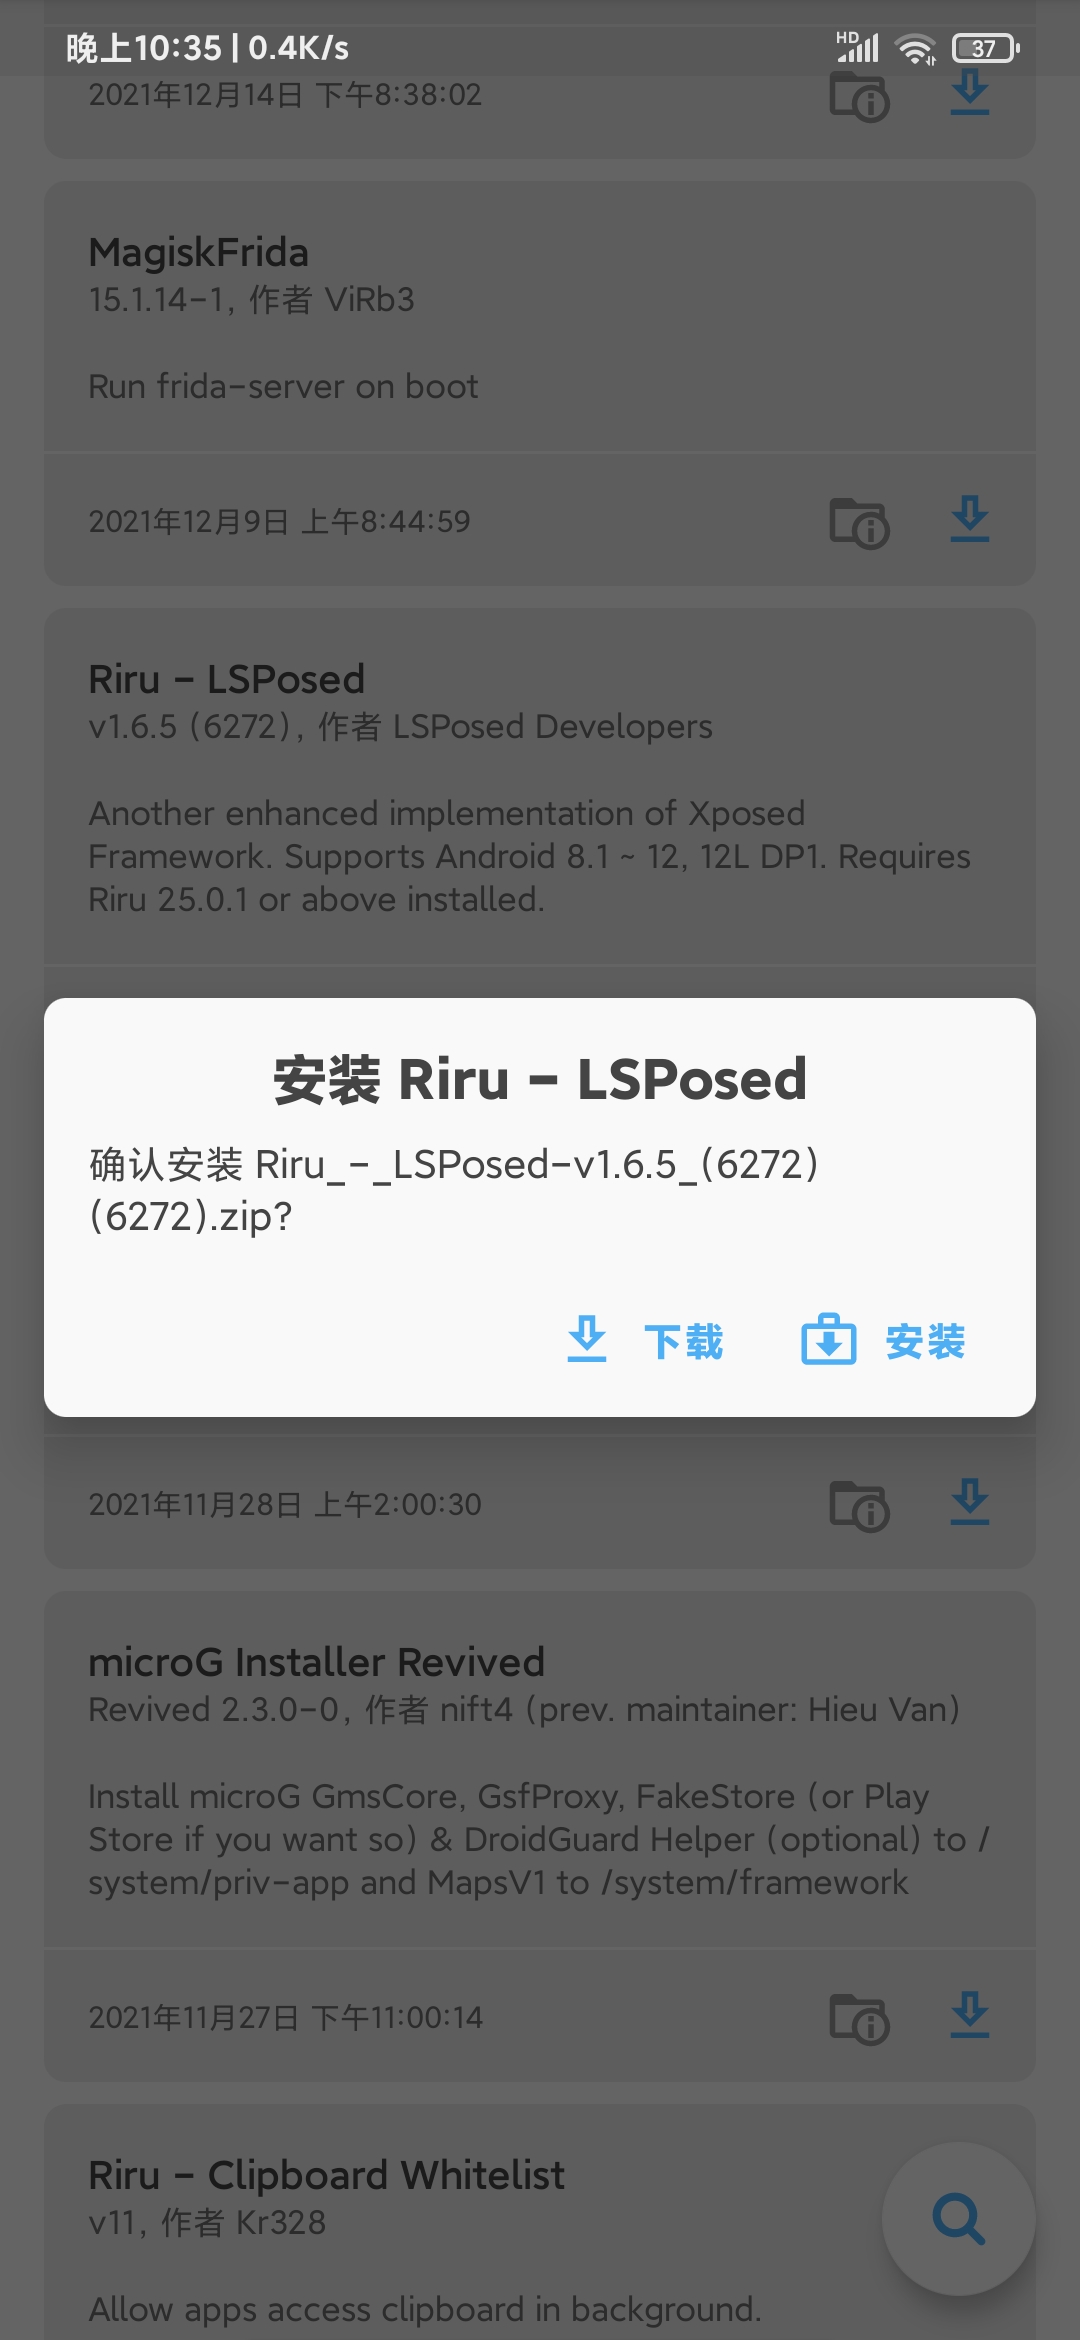 晚上10:35 | 0.4K/s
HD
37
2021年12月14日 下午8:38:02
MagiskFrida
15.1.14-1, 作者 ViRb3
Run frida-server on boot
2021年12月9日 上午8:44:59
Riru - LSPosed
v1.6.5 (6272), 作者 LSPosed Developers
Another enhanced implementation of Xposed
Framework. Supports Android 8.1 ~ 12, 12L DP1. Requires
Riru 25.0.1 or above installed.
安装 Riru - LSPosed
确认安装 Riru_-_LSPosed-v1.6.5_(6272)
(6272).zip?
下载
安装
2021年11月28日 上午2:00:30
microG Installer Revived
Revived 2.3.0-0, 作者 nift4 (prev. maintainer: Hieu Van)
Install microG GmsCore, GsfProxy, FakeStore (or Play
Store if you want so) & DroidGuard Helper (optional) to /
system/priv-app and MapsV1 to /system/framework
2021年11月27日 下午11:00:14
Riru - Clipboard Whitelist
v11, 作者 Kr328
Allow apps access clipboard in background.